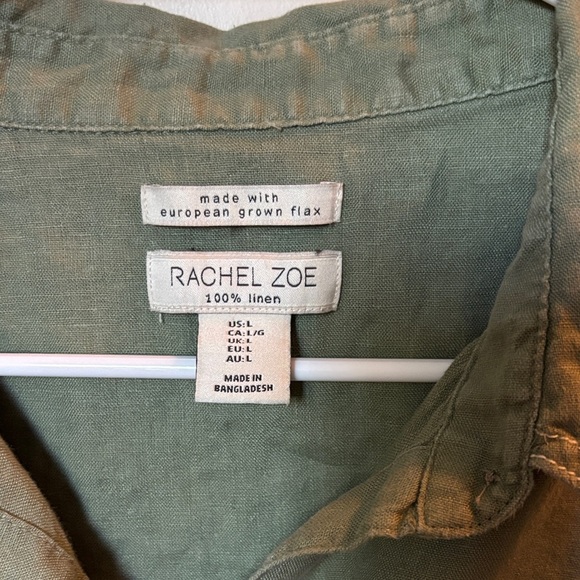 made with
european grown flax
RACHEL ZOE
100% linen
US:L
CA:L/G
UK:L
EU:L
AU:L
MADE IN
BANGLADESH